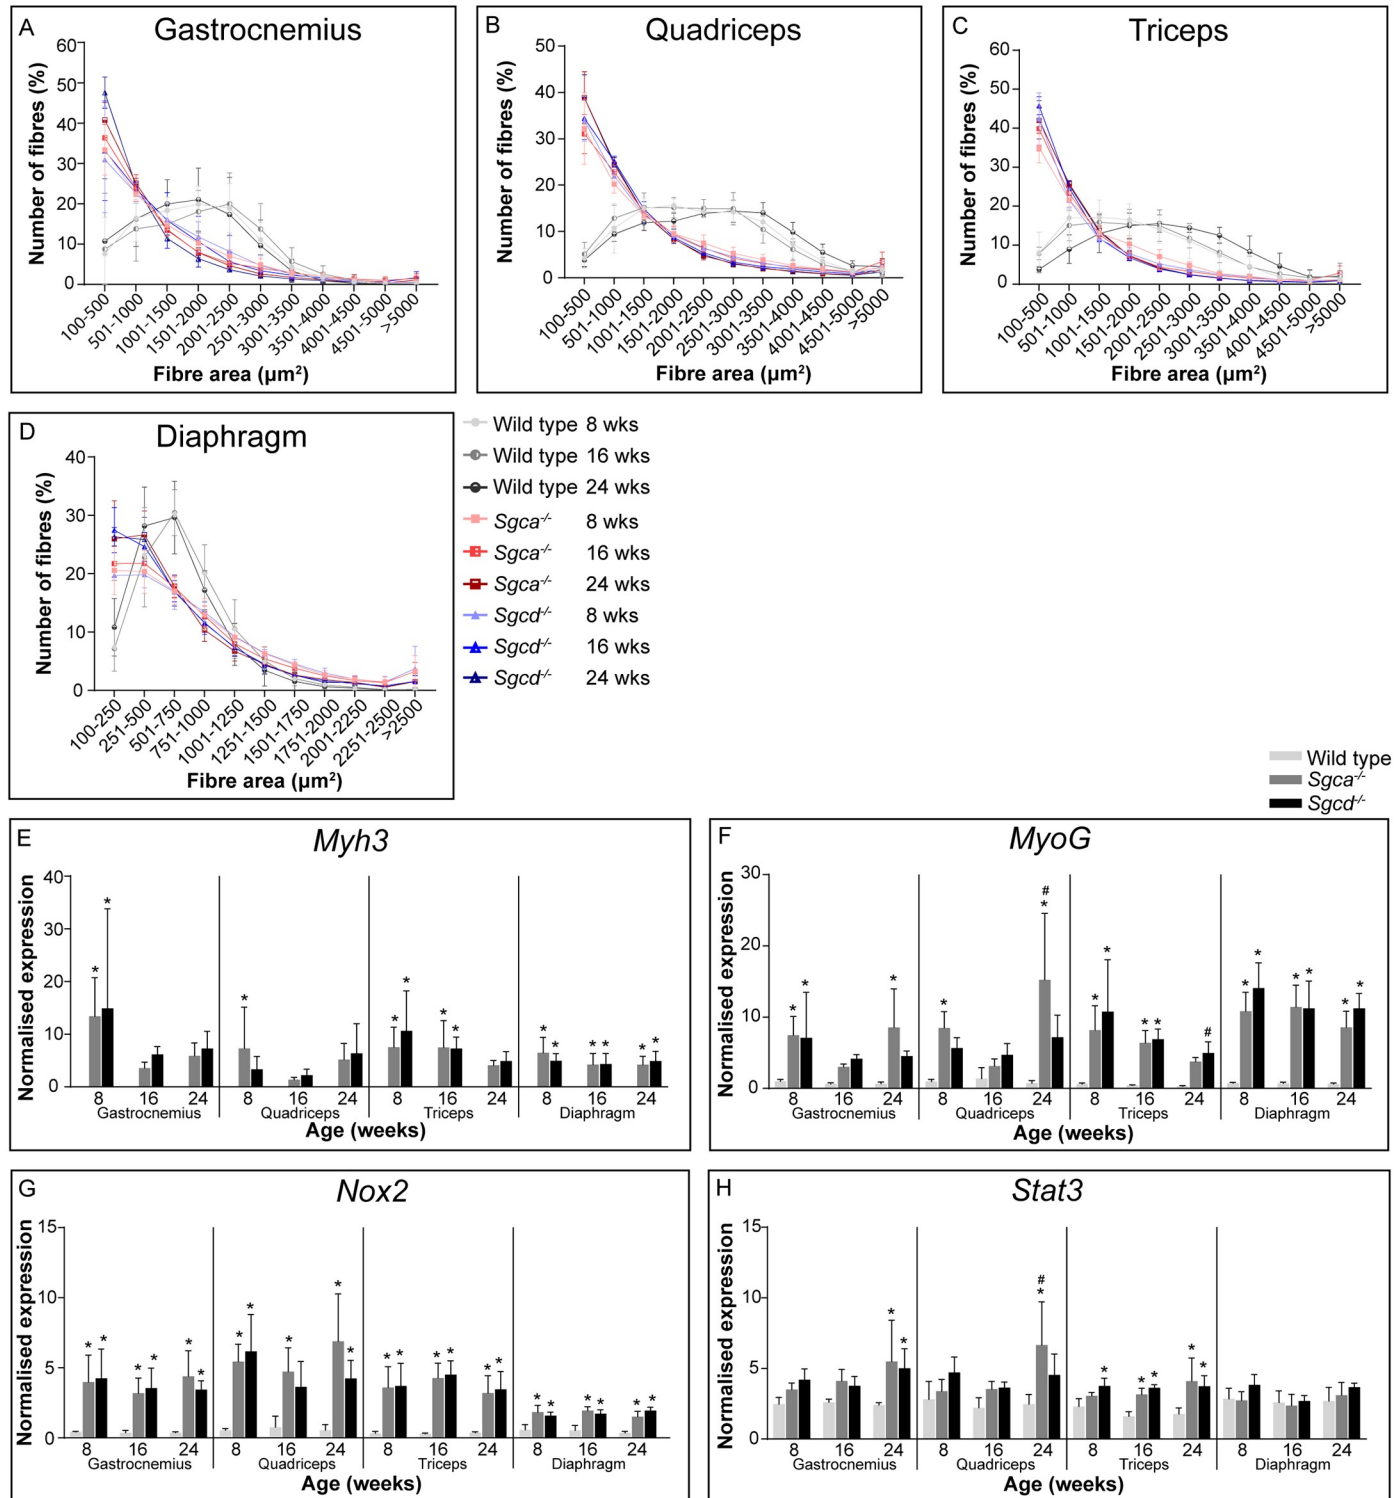 A
Gastrocnemius
Number of fibres (%)
60
50
40
30
20
10
0
100-500
501-1000
1001-1500
1501-2000
2001-2500
2501-3000
3001-3500
3501-4000
4001-4500
4501-5000
>5000
Fibre area (µm²)
B
Quadriceps
Number of fibres (%)
50
40
30
20
10
0
100-500
501-1000
1001-1500
1501-2000
2001-2500
2501-3000
3001-3500
3501-4000
4001-4500
4501-5000
>5000
Fibre area (µm²)
C
Triceps
Number of fibres (%)
60
50
40
30
20
10
0
100-500
501-1000
1001-1500
1501-2000
2001-2500
2501-3000
3001-3500
3501-4000
4001-4500
4501-5000
>5000
Fibre area (µm²)
D
Diaphragm
Number of fibres (%)
40
30
20
10
0
100-250
251-500
501-750
751-1000
1001-1250
1251-1500
1501-1750
1751-2000
2001-2250
2251-2500
>2500
Fibre area (µm²)
Wild type 8 wks
Wild type 16 wks
Wild type 24 wks
Sgca-/- 8 wks
Sgca-/- 16 wks
Sgca-/- 24 wks
Sgcd-/- 8 wks
Sgcd-/- 16 wks
Sgcd-/- 24 wks
Wild type
Sgca-/-
Sgcd-/-
E
Myh3
Normalised expression
40
30
20
10
0
* * * * * * * * * * * * *
8 16 24 8 16 24 8 16 24 8 16 24
Gastrocnemius Quadriceps Triceps Diaphragm
Age (weeks)
F
MyoG
Normalised expression
30
20
10
0
#
* * * * * * * * * #  * * * * * *
8 16 24 8 16 24 8 16 24 8 16 24
Gastrocnemius Quadriceps Triceps Diaphragm
Age (weeks)
G
Nox2
Normalised expression
15
10
5
0
* * * * * * * * * * * * * * * * * * * * * * *
8 16 24 8 16 24 8 16 24 8 16 24
Gastrocnemius Quadriceps Triceps Diaphragm
Age (weeks)
H
Stat3
Normalised expression
15
10
5
0
#
* * * * * * * *
8 16 24 8 16 24 8 16 24 8 16 24
Gastrocnemius Quadriceps Triceps Diaphragm
Age (weeks)